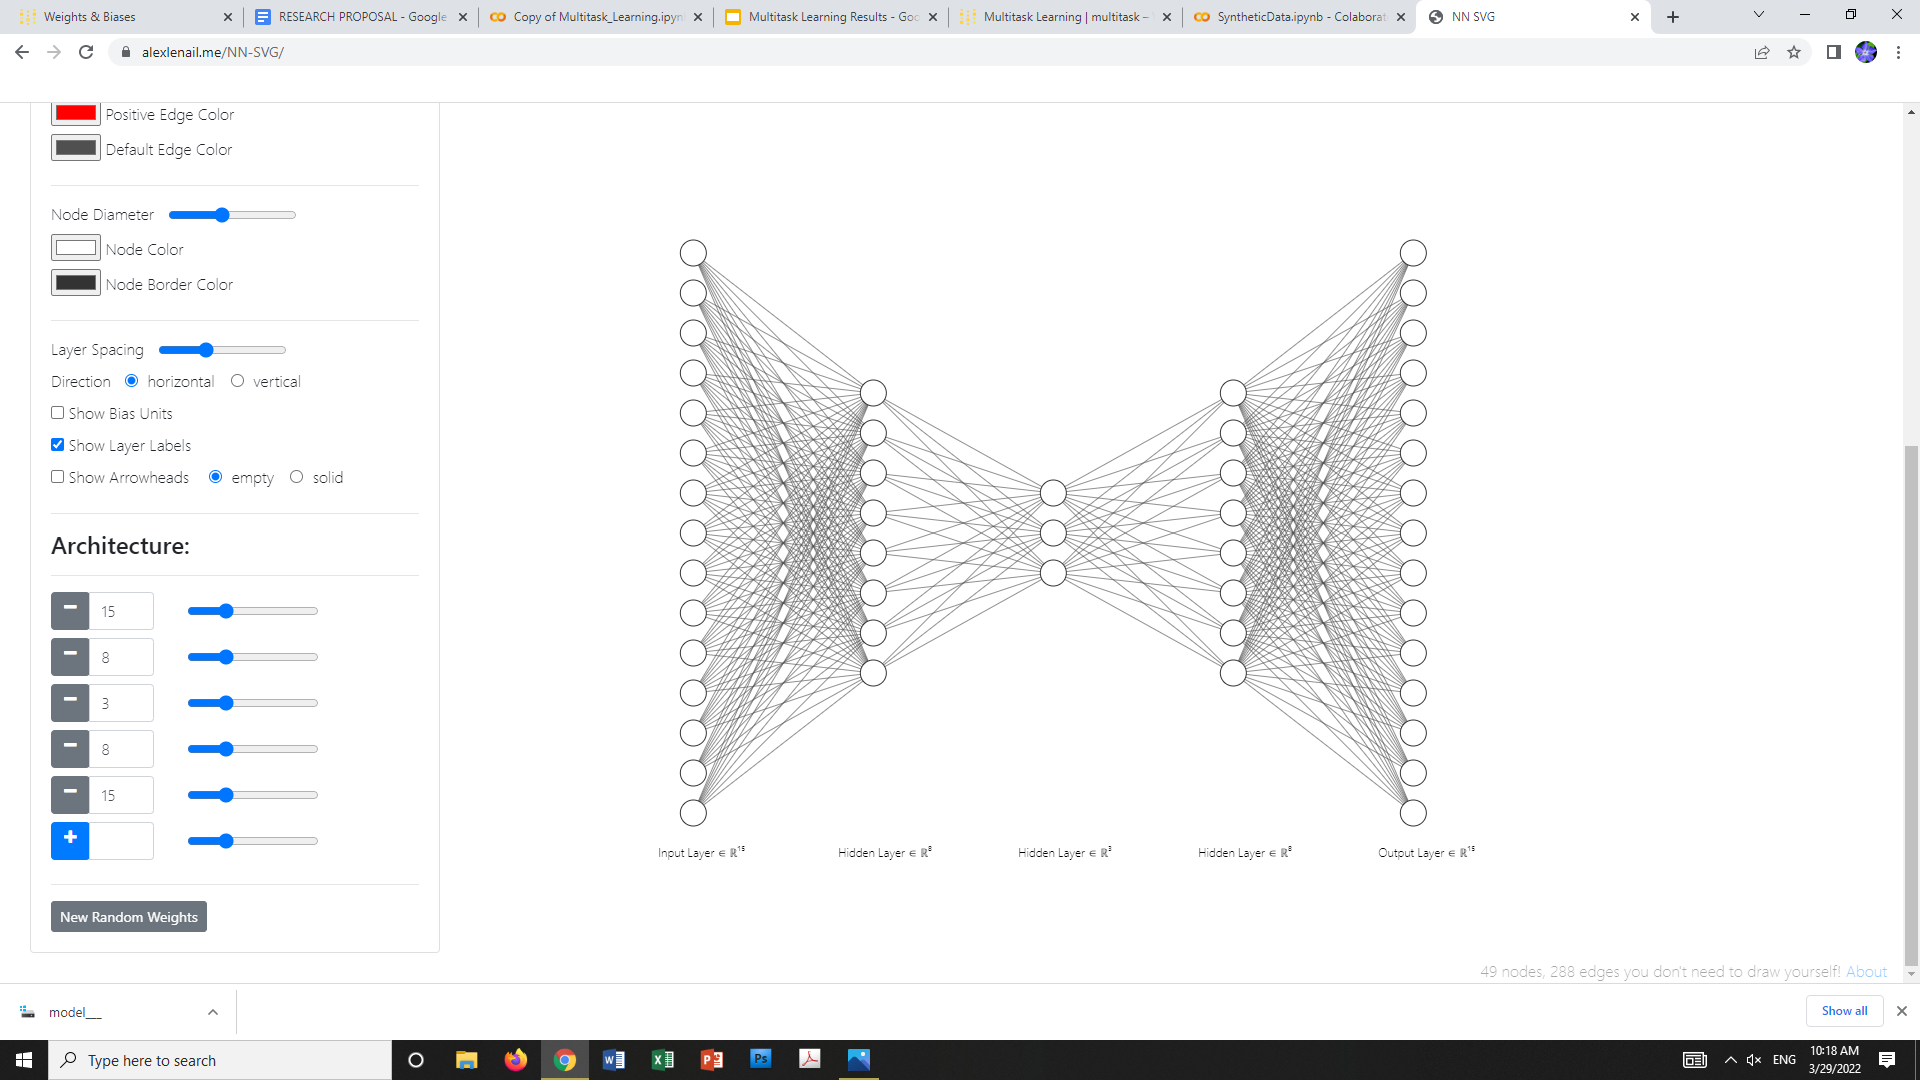 Weights & Biases
RESEARCH PROPOSAL - Google
Copy of Multitask_Learning.ipyn
Multitask Learning Results - Goo
Multitask Learning | multitask –
SyntheticData.ipynb - Colaborat
NN SVG
alexlenail.me/NN-SVG/
Positive Edge Color
Default Edge Color
Node Diameter
Node Color
Node Border Color
Layer Spacing
Direction horizontal vertical
Show Bias Units
Show Layer Labels
Show Arrowheads empty solid
Architecture:
15
8
3
8
15
New Random Weights
Input Layer ∈ ℝ¹⁵
Hidden Layer ∈ ℝ⁸
Hidden Layer ∈ ℝ³
Hidden Layer ∈ ℝ⁸
Output Layer ∈ ℝ¹⁵
49 nodes, 288 edges you don't need to draw yourself! About
model___
Show all
Type here to search
ENG
10:18 AM
3/29/2022